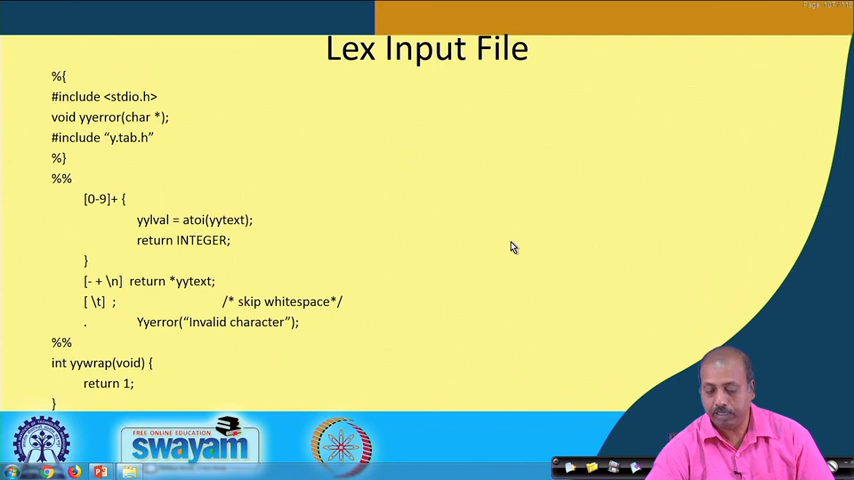 Lex Input File
%{
#include <stdio.h>
void yyerror(char *);
#include “y.tab.h”
%}
%%
[0-9]+ {
yylval = atoi(yytext);
return INTEGER;
}
[- + \n] return *yytext;
[ \t] ; /* skip whitespace*/
. Yyerror(“Invalid character”);
%%
int yywrap(void) {
return 1;
}
FREE ONLINE EDUCATION
swayam